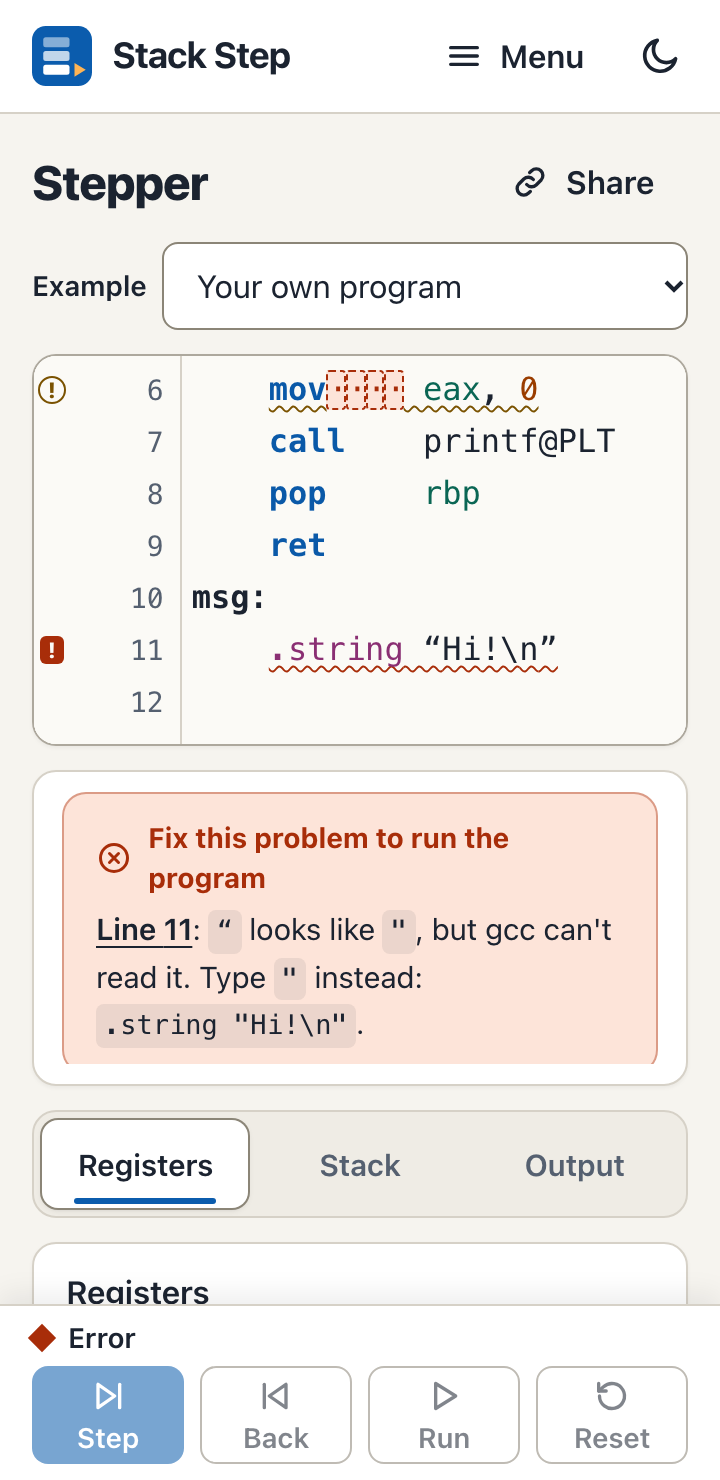 Stack Step
Menu
Stepper
Share
Example
Your own program
6 mov···· eax, 0
7 call printf@PLT
8 pop rbp
9 ret
10 msg:
11 .string “Hi!\n”
12
Fix this problem to run the
program
Line 11: “ looks like ", but gcc can't
read it. Type " instead:
.string "Hi!\n".
Registers
Stack
Output
Registers
Error
Step
Back
Run
Reset